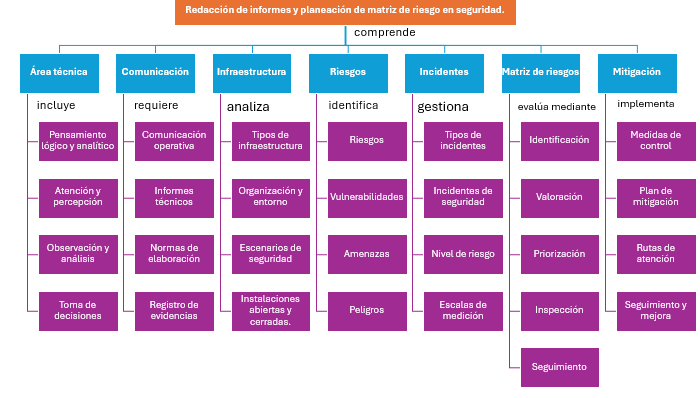 Redacción de informes y planeación de matriz de riesgo en seguridad.
comprende
Área técnica
Comunicación
Infraestructura
Riesgos
Incidentes
Matriz de riesgos
Mitigación
incluye
requiere
analiza
identifica
gestiona
evalúa mediante
implementa
Pensamiento
lógico y analítico
Comunicación
operativa
Tipos de
infraestructura
Riesgos
Tipos de
incidentes
Identificación
Medidas de
control
Atención y
percepción
Informes
técnicos
Organización y
entorno
Vulnerabilidades
Incidentes de
seguridad
Valoración
Plan de
mitigación
Observación y
análisis
Normas de
elaboración
Escenarios de
seguridad
Amenazas
Nivel de riesgo
Priorización
Rutas de
atención
Toma de
decisiones
Registro de
evidencias
Instalaciones
abiertas y
cerradas.
Peligros
Escalas de
medición
Inspección
Seguimiento y
mejora
Seguimiento